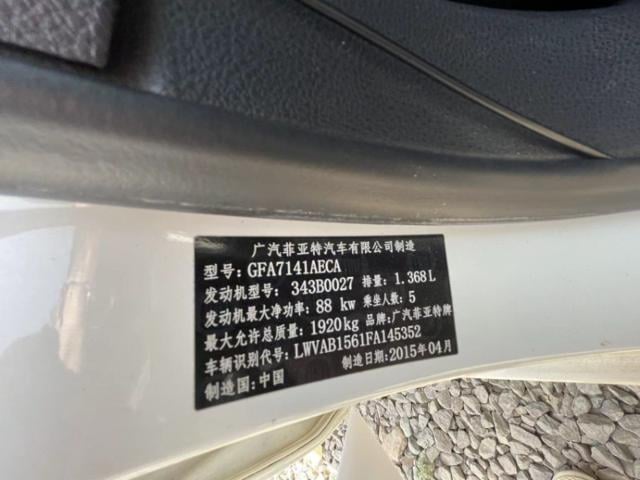 广汽菲亚特汽车有限公司制造
型号:GFA7141AECA
发动机型号: 343B0027 排量: 1.368L
发动机最大净功率: 88 kw 乘坐人数: 5
最大允许总质量: 1920kg 品牌: 广汽菲亚特牌
车辆识别代号: LWVAB1561FA145352
制造国: 中国 制造日期: 2015年04月